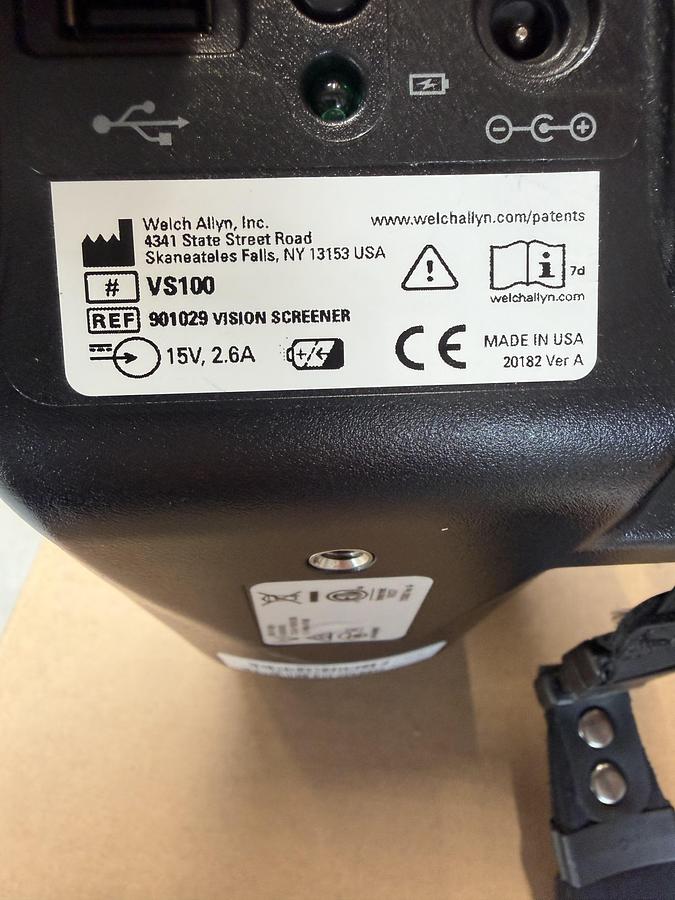 Welch Allyn, Inc.
4341 State Street Road
Skaneateles Falls, NY 13153 USA
www.welchallyn.com/patents
# VS100
7d
welchallyn.com
REF 901029 VISION SCREENER
15V, 2.6A
+/←
CE
MADE IN USA
20182 Ver A